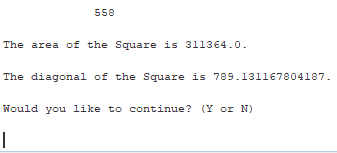 558
The area of the Square is 311364.0.
The diagonal of the Square is 789.131167804187.
Would you like to continue? (Y or N)